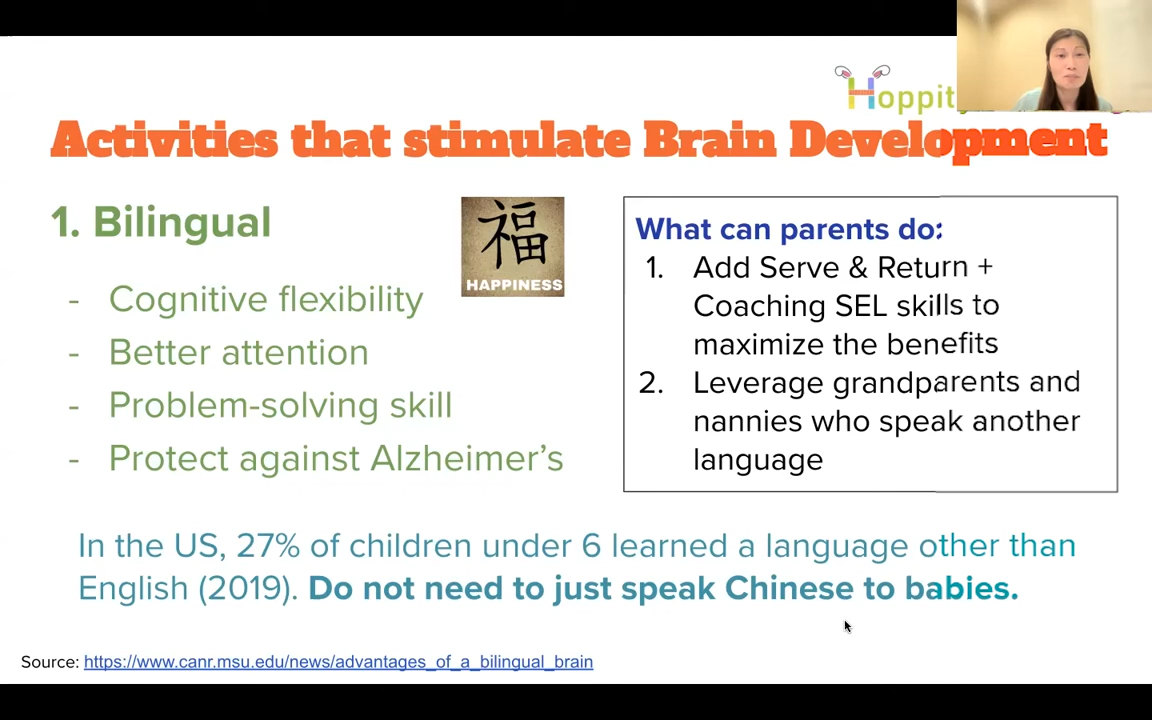 Hoppit
Activities that stimulate Brain Development
1. Bilingual
- Cognitive flexibility
- Better attention
- Problem-solving skill
- Protect against Alzheimer's
福
HAPPINESS
What can parents do:
1. Add Serve & Return +
Coaching SEL skills to
maximize the benefits
2. Leverage grandparents and
nannies who speak another
language
In the US, 27% of children under 6 learned a language other than
English (2019). Do not need to just speak Chinese to babies.
Source: https://www.canr.msu.edu/news/advantages_of_a_bilingual_brain